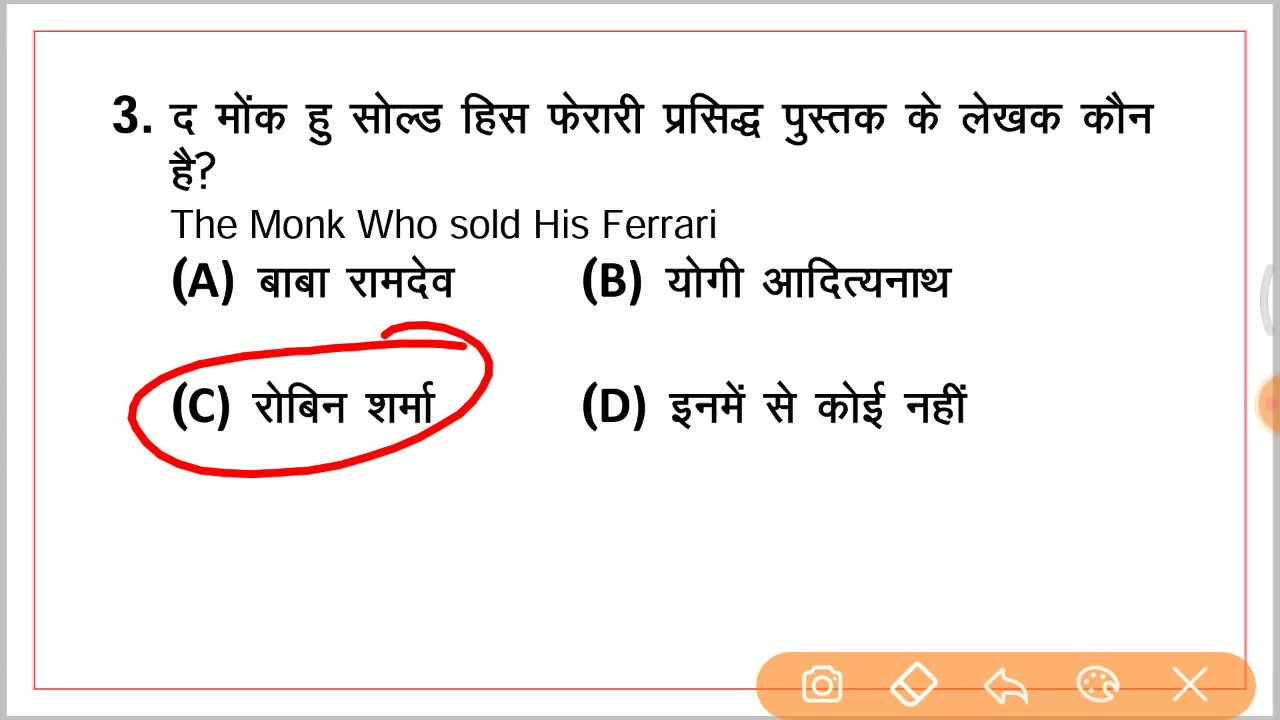 3. द मोंक हु सोल्ड हिस फेरारी प्रसिद्ध पुस्तक के लेखक कौन
है?
The Monk Who sold His Ferrari
(A) बाबा रामदेव (B) योगी आदित्यनाथ
(C) रोबिन शर्मा (D) इनमें से कोई नहीं